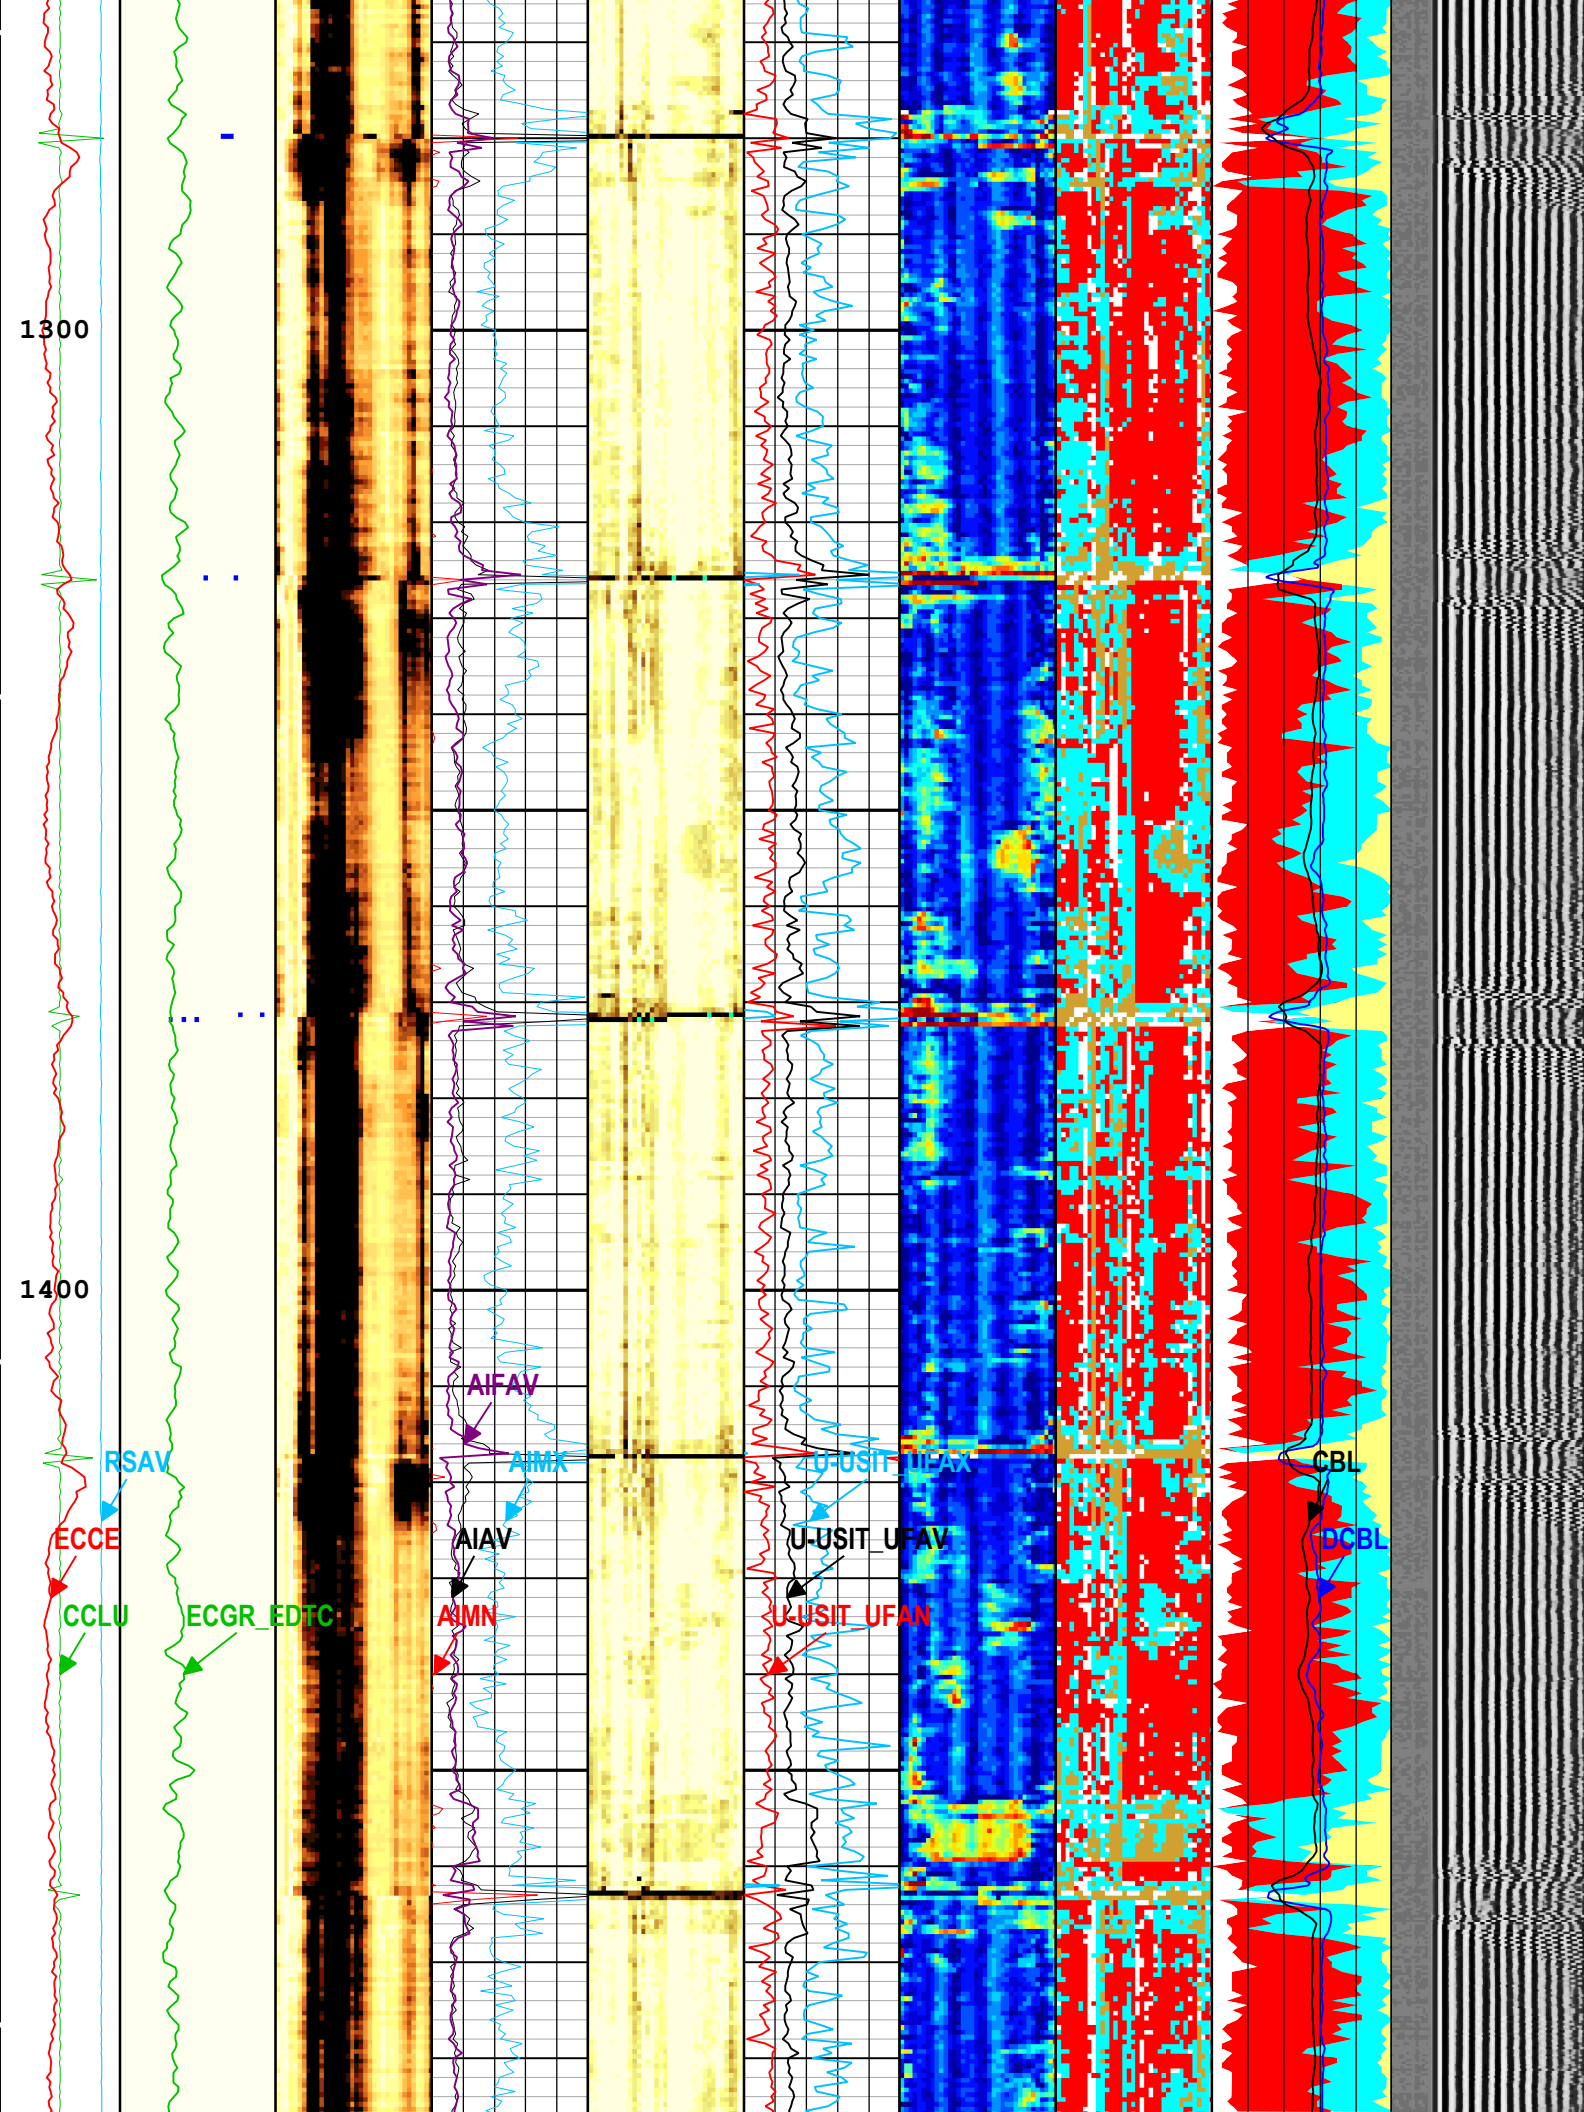 1300
1400
AIFAV
RSAV
AIMX
U-USIT_UFAX
CBL
ECCE
AIAV
U-USIT_UFAV
DCBL
CCLU
ECGR_EDTC
AIMN
U-USIT_UFAN